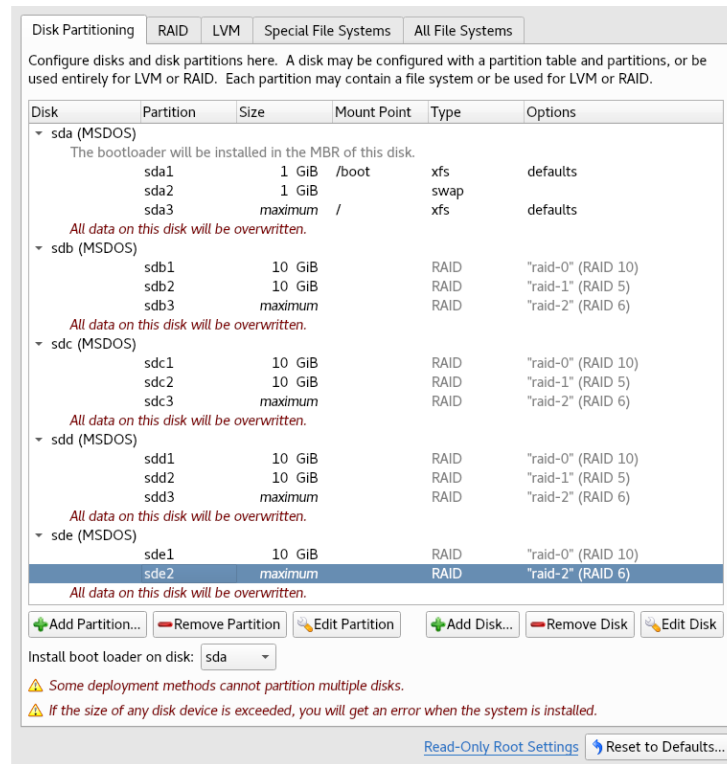 Disk Partitioning RAID LVM Special File Systems All File Systems
Configure disks and disk partitions here. A disk may be configured with a partition table and partitions, or be
used entirely for LVM or RAID. Each partition may contain a file system or be used for LVM or RAID.
Disk Partition Size Mount Point Type Options
sda (MSDOS)
The bootloader will be installed in the MBR of this disk.
sda1 1 GiB /boot xfs defaults
sda2 1 GiB swap
sda3 maximum / xfs defaults
All data on this disk will be overwritten.
sdb (MSDOS)
sdb1 10 GiB RAID "raid-0" (RAID 10)
sdb2 10 GiB RAID "raid-1" (RAID 5)
sdb3 maximum RAID "raid-2" (RAID 6)
All data on this disk will be overwritten.
sdc (MSDOS)
sdc1 10 GiB RAID "raid-0" (RAID 10)
sdc2 10 GiB RAID "raid-1" (RAID 5)
sdc3 maximum RAID "raid-2" (RAID 6)
All data on this disk will be overwritten.
sdd (MSDOS)
sdd1 10 GiB RAID "raid-0" (RAID 10)
sdd2 10 GiB RAID "raid-1" (RAID 5)
sdd3 maximum RAID "raid-2" (RAID 6)
All data on this disk will be overwritten.
sde (MSDOS)
sde1 10 GiB RAID "raid-0" (RAID 10)
sde2 maximum RAID "raid-2" (RAID 6)
All data on this disk will be overwritten.
Add Partition... Remove Partition Edit Partition Add Disk... Remove Disk Edit Disk
Install boot loader on disk: sda
Some deployment methods cannot partition multiple disks.
If the size of any disk device is exceeded, you will get an error when the system is installed.
Read-Only Root Settings Reset to Defaults...